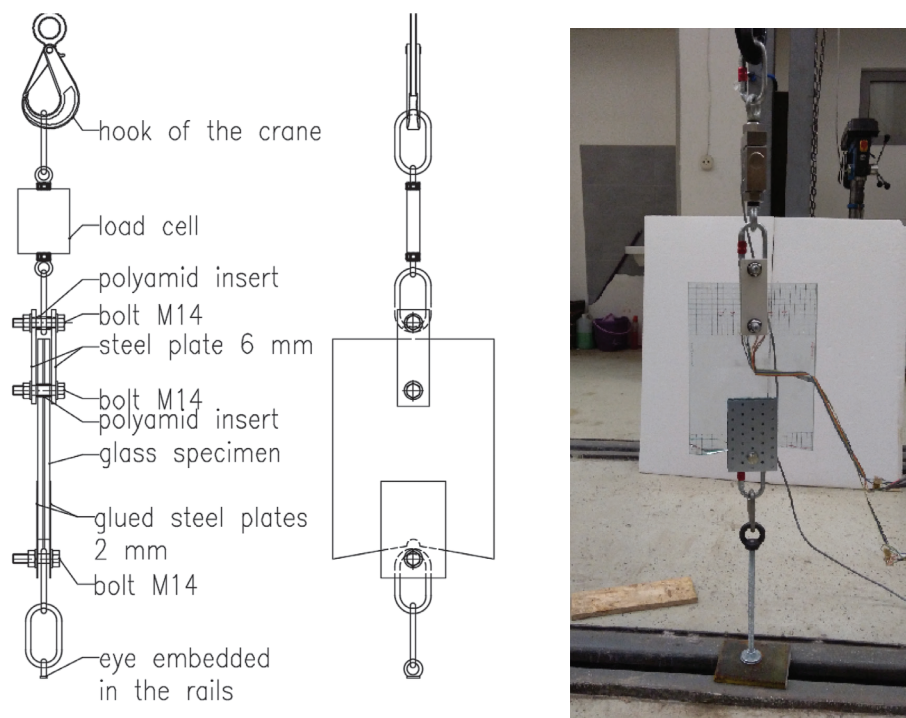 hook of the crane
load cell
polyamid insert
bolt M14
steel plate 6 mm
bolt M14
polyamid insert
glass specimen
glued steel plates
2 mm
bolt M14
eye embedded
in the rails